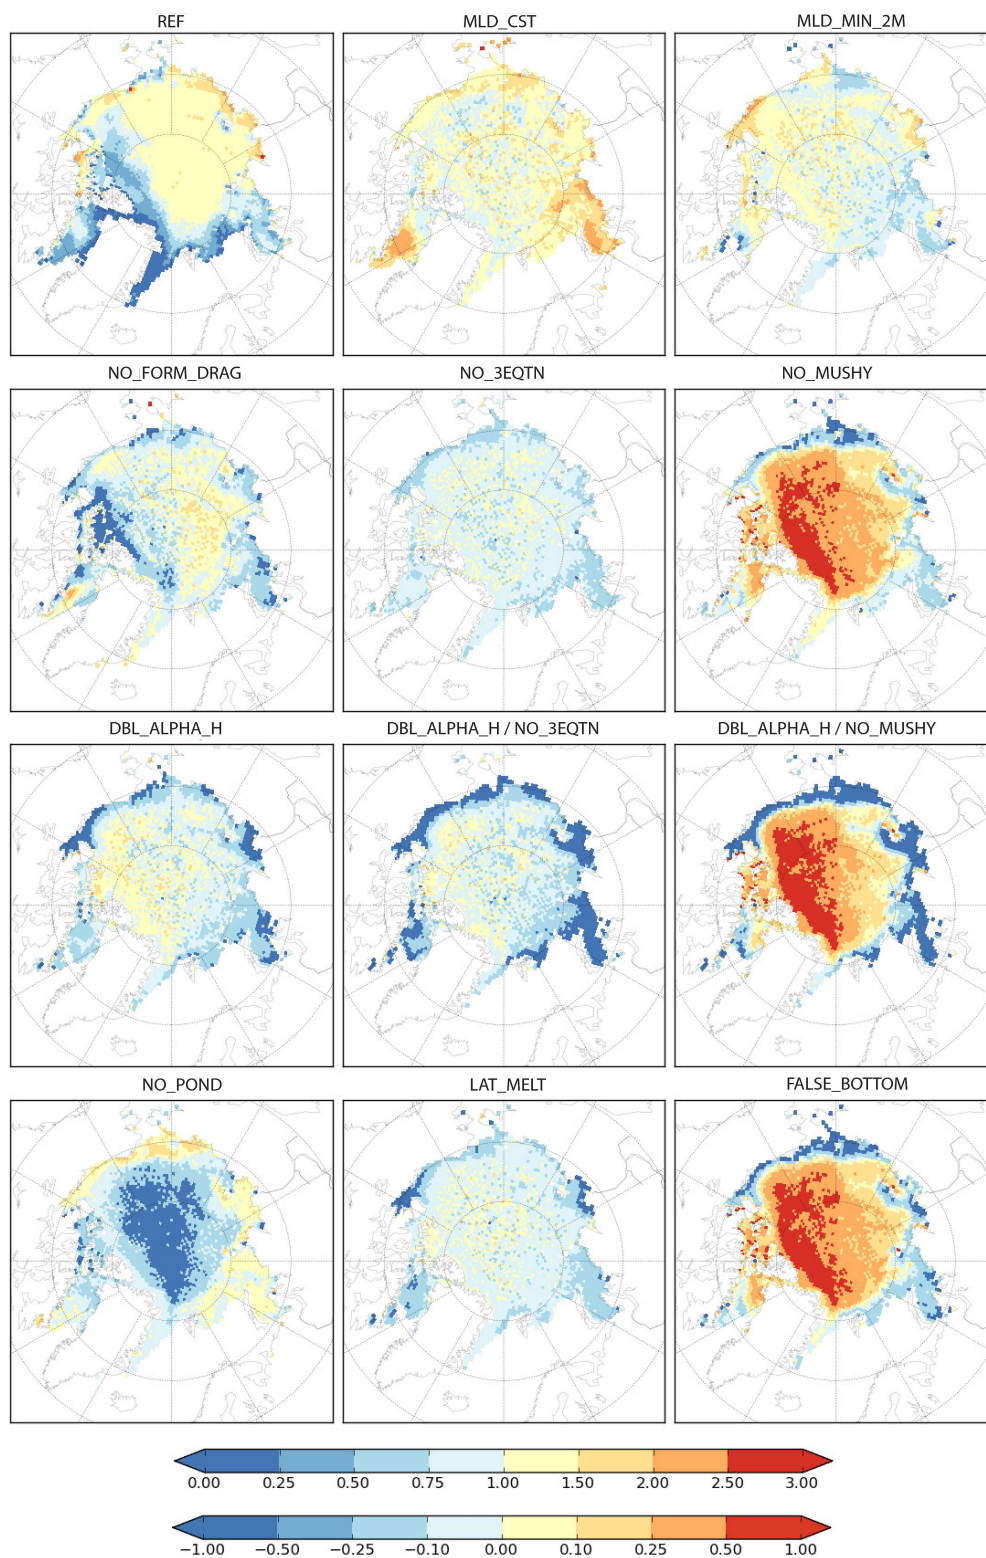 REF MLD_CST MLD_MIN_2M
NO_FORM_DRAG NO_3EQTN NO_MUSHY
DBL_ALPHA_H DBL_ALPHA_H / NO_3EQTN DBL_ALPHA_H / NO_MUSHY
NO_POND LAT_MELT FALSE_BOTTOM
0.00 0.25 0.50 0.75 1.00 1.50 2.00 2.50 3.00
−1.00 −0.50 −0.25 −0.10 0.00 0.10 0.25 0.50 1.00